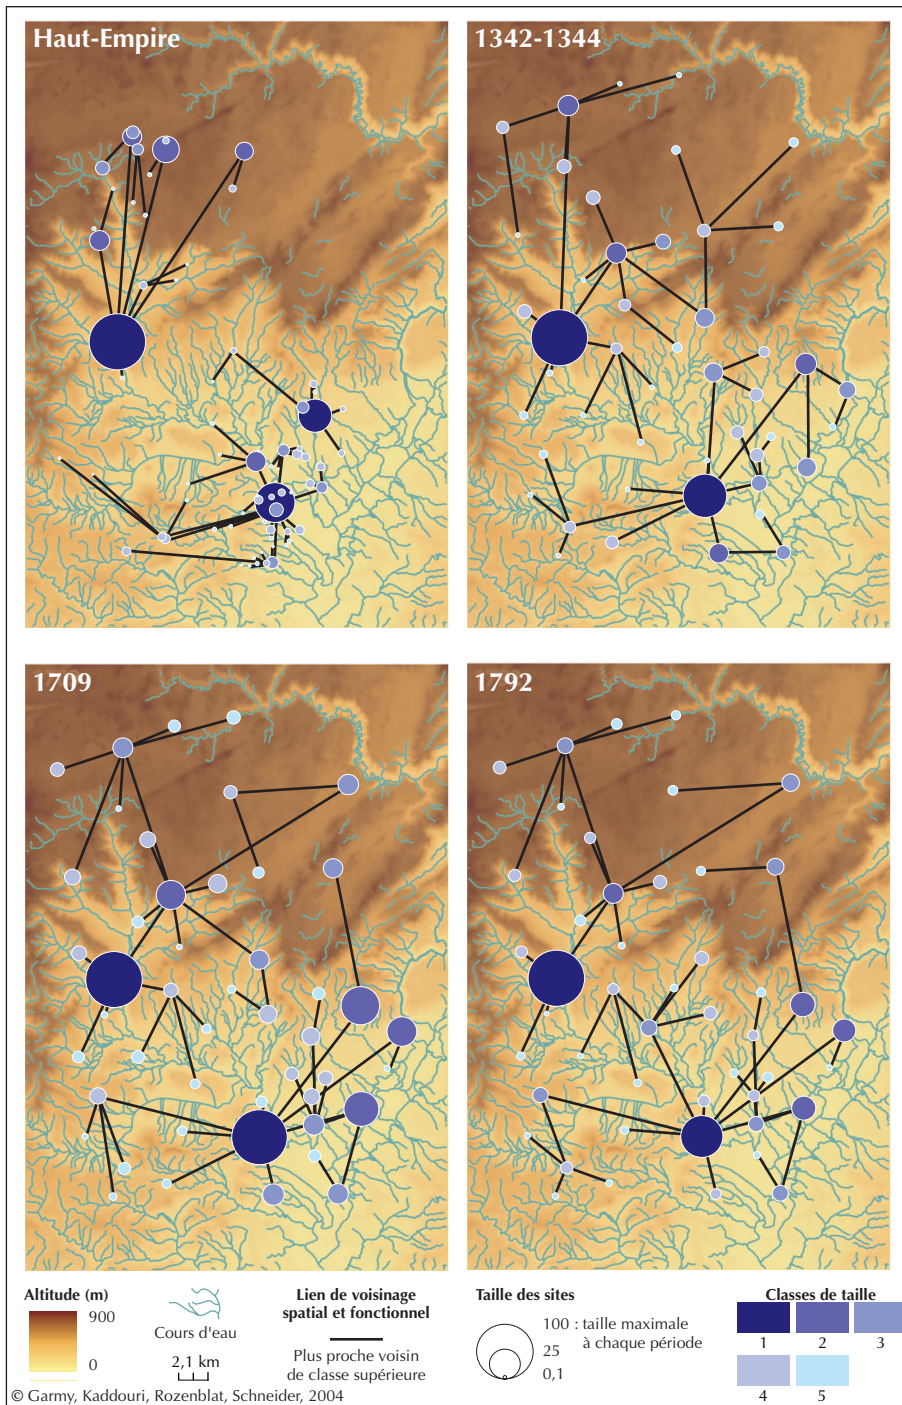 Haut-Empire
1342-1344
1709
1792
Altitude (m)
900
0
Cours d'eau
2,1 km
Lien de voisinage
spatial et fonctionnel
Plus proche voisin
de classe supérieure
Taille des sites
100 : taille maximale
à chaque période
25
0,1
Classes de taille
1
2
3
4
5
© Garmy, Kaddouri, Rozenblat, Schneider, 2004